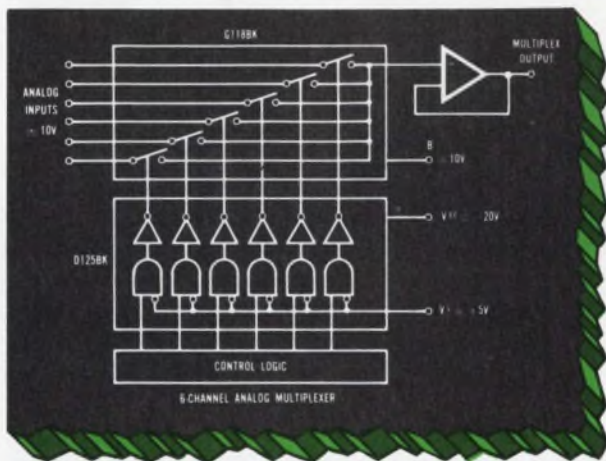 G118BK
MULTIPLEX
OUTPUT
ANALOG
INPUTS
10V
B
10V
20V
D125BK
5V
CONTROL LOGIC
6-CHANNEL ANALOG MULTIPLEXER